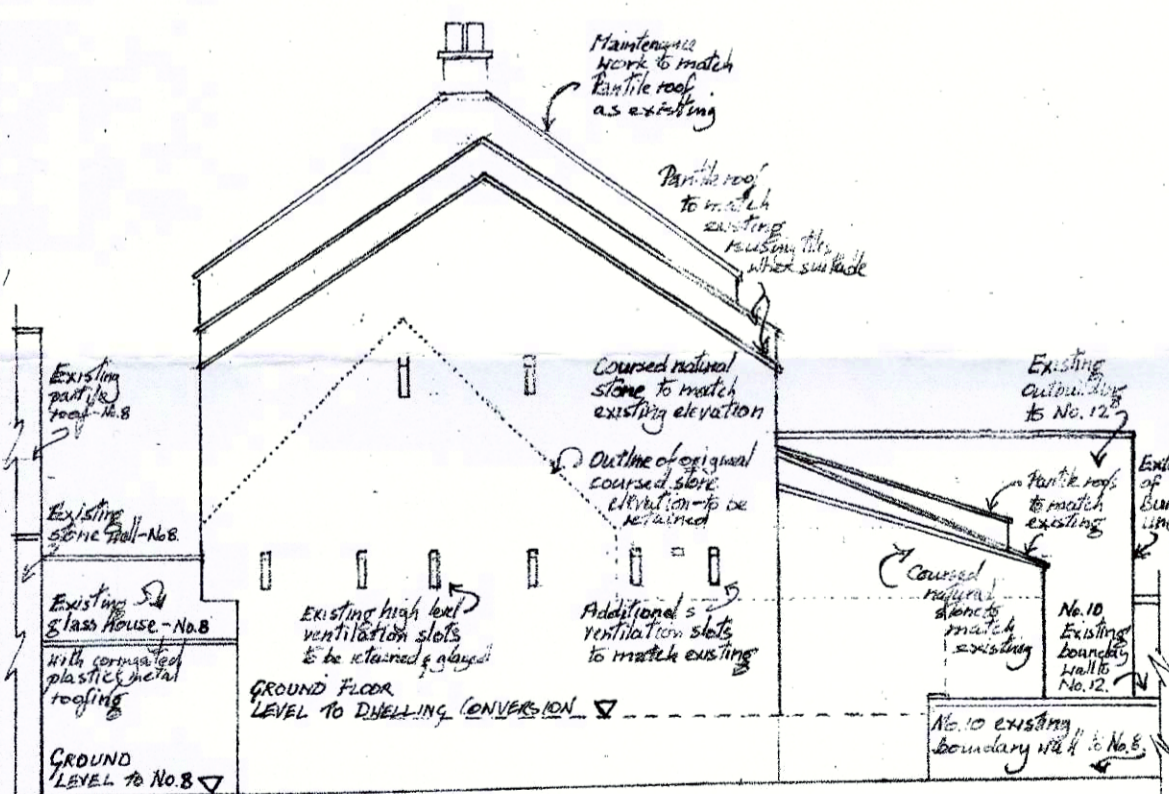 Maintenance
work to match
Pantile roof
as existing
Pantile roof
to match
existing
reusing tiles
where suitable
Existing
pantile
roof-No.8
Coursed natural
stone to match
existing elevation
Existing
Outbuilding
to No.12
Outline of original
coursed stone
elevation-to be
retained
Pantile roof
to match
existing
of
Existing
stone wall-No8.
Existing
glass house.-No.8
with corrugated
plastic & metal
roofing
Existing high level
ventilation slots
to be retained & glazed
Additional
ventilation slots
to match existing
Coursed
natural
stone to
match
existing
No.10
Existing
boundary
wall to
No.12.
GROUND FLOOR
LEVEL TO DWELLING CONVERSION
No.10 existing
boundary wall to No.8.
GROUND
LEVEL TO No.8